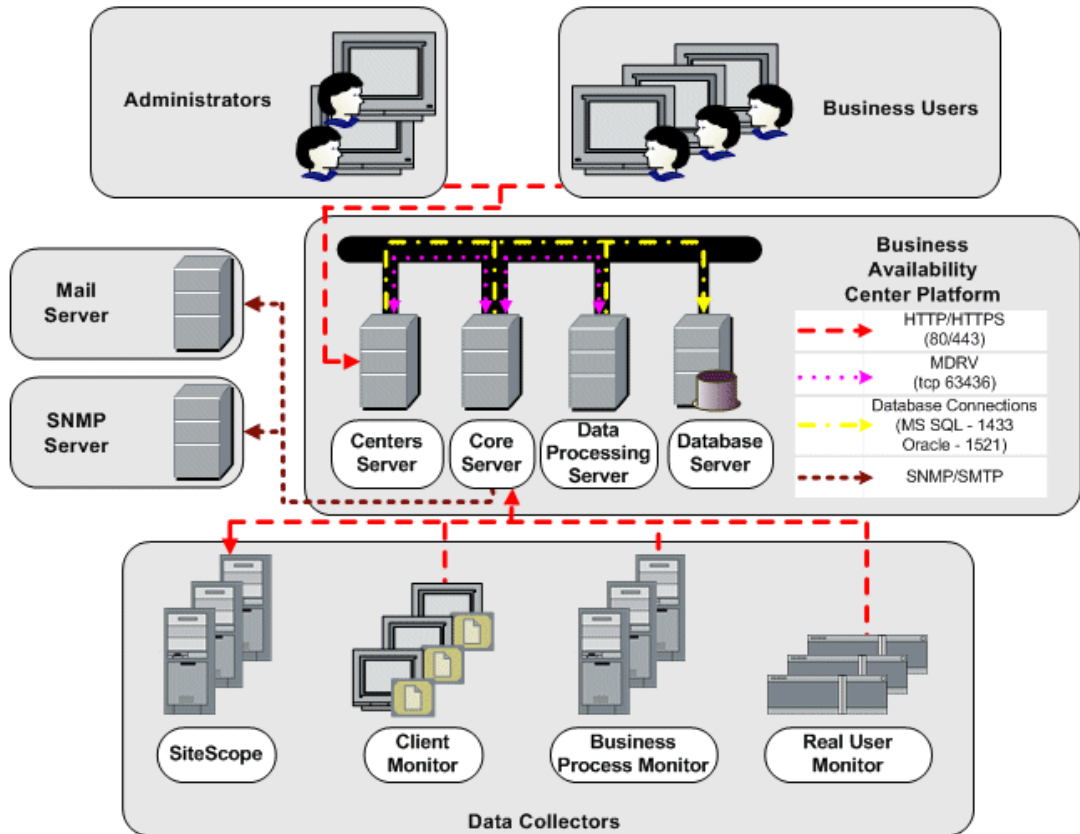 Administrators
Business Users
Business
Availability
Center Platform
HTTP/HTTPS
(80/443)
MDRV
(tcp 63436)
Database Connections
(MS SQL - 1433
Oracle - 1521)
SNMP/SMTP
Mail
Server
SNMP
Server
Centers
Server
Core
Server
Data
Processing
Server
Database
Server
SiteScope
Client
Monitor
Business
Process Monitor
Real User
Monitor
Data Collectors